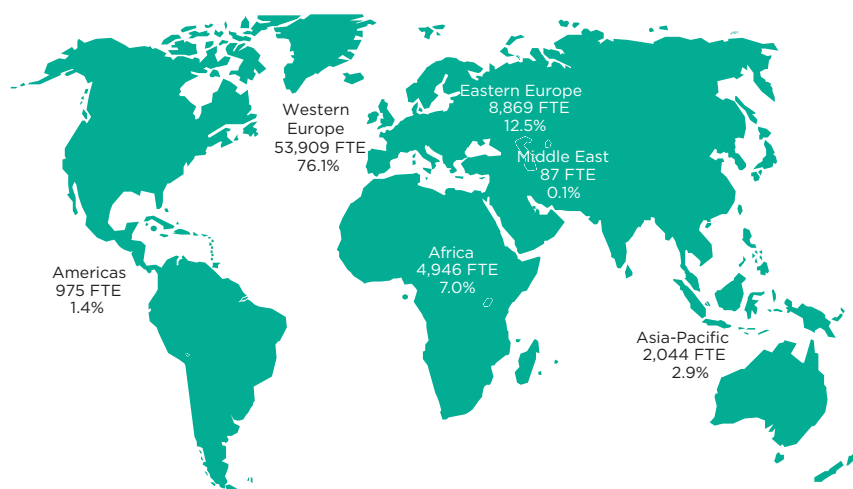 Western
Europe
53,909 FTE
76.1%
Eastern Europe
8,869 FTE
12.5%
Middle East
87 FTE
0.1%
Africa
4,946 FTE
7.0%
Americas
975 FTE
1.4%
Asia-Pacific
2,044 FTE
2.9%